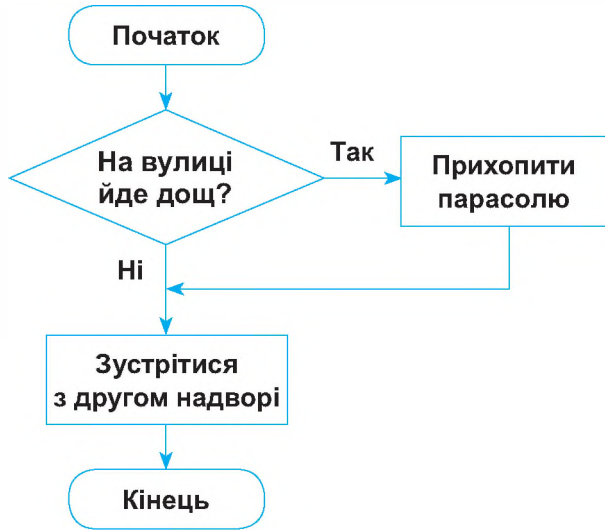 Початок
На вулиці
йде дощ?
Так
Прихопити
парасолю
Ні
Зустрітися
з другом надворі
Кінець